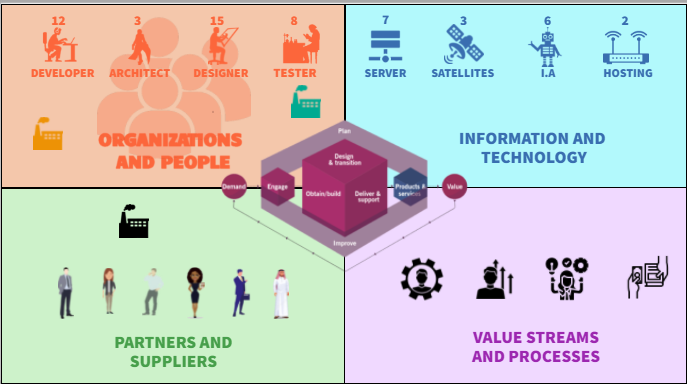 12 3 15 8
DEVELOPER ARCHITECT DESIGNER TESTER
ORGANIZATIONS
AND PEOPLE
7 3 6 2
SERVER SATELLITES I.A HOSTING
INFORMATION AND
TECHNOLOGY
Plan
Design
& transition
Demand
Engage
Obtain/build
Deliver &
support
Products &
services
Value
Improve
PARTNERS AND
SUPPLIERS
VALUE STREAMS
AND PROCESSES